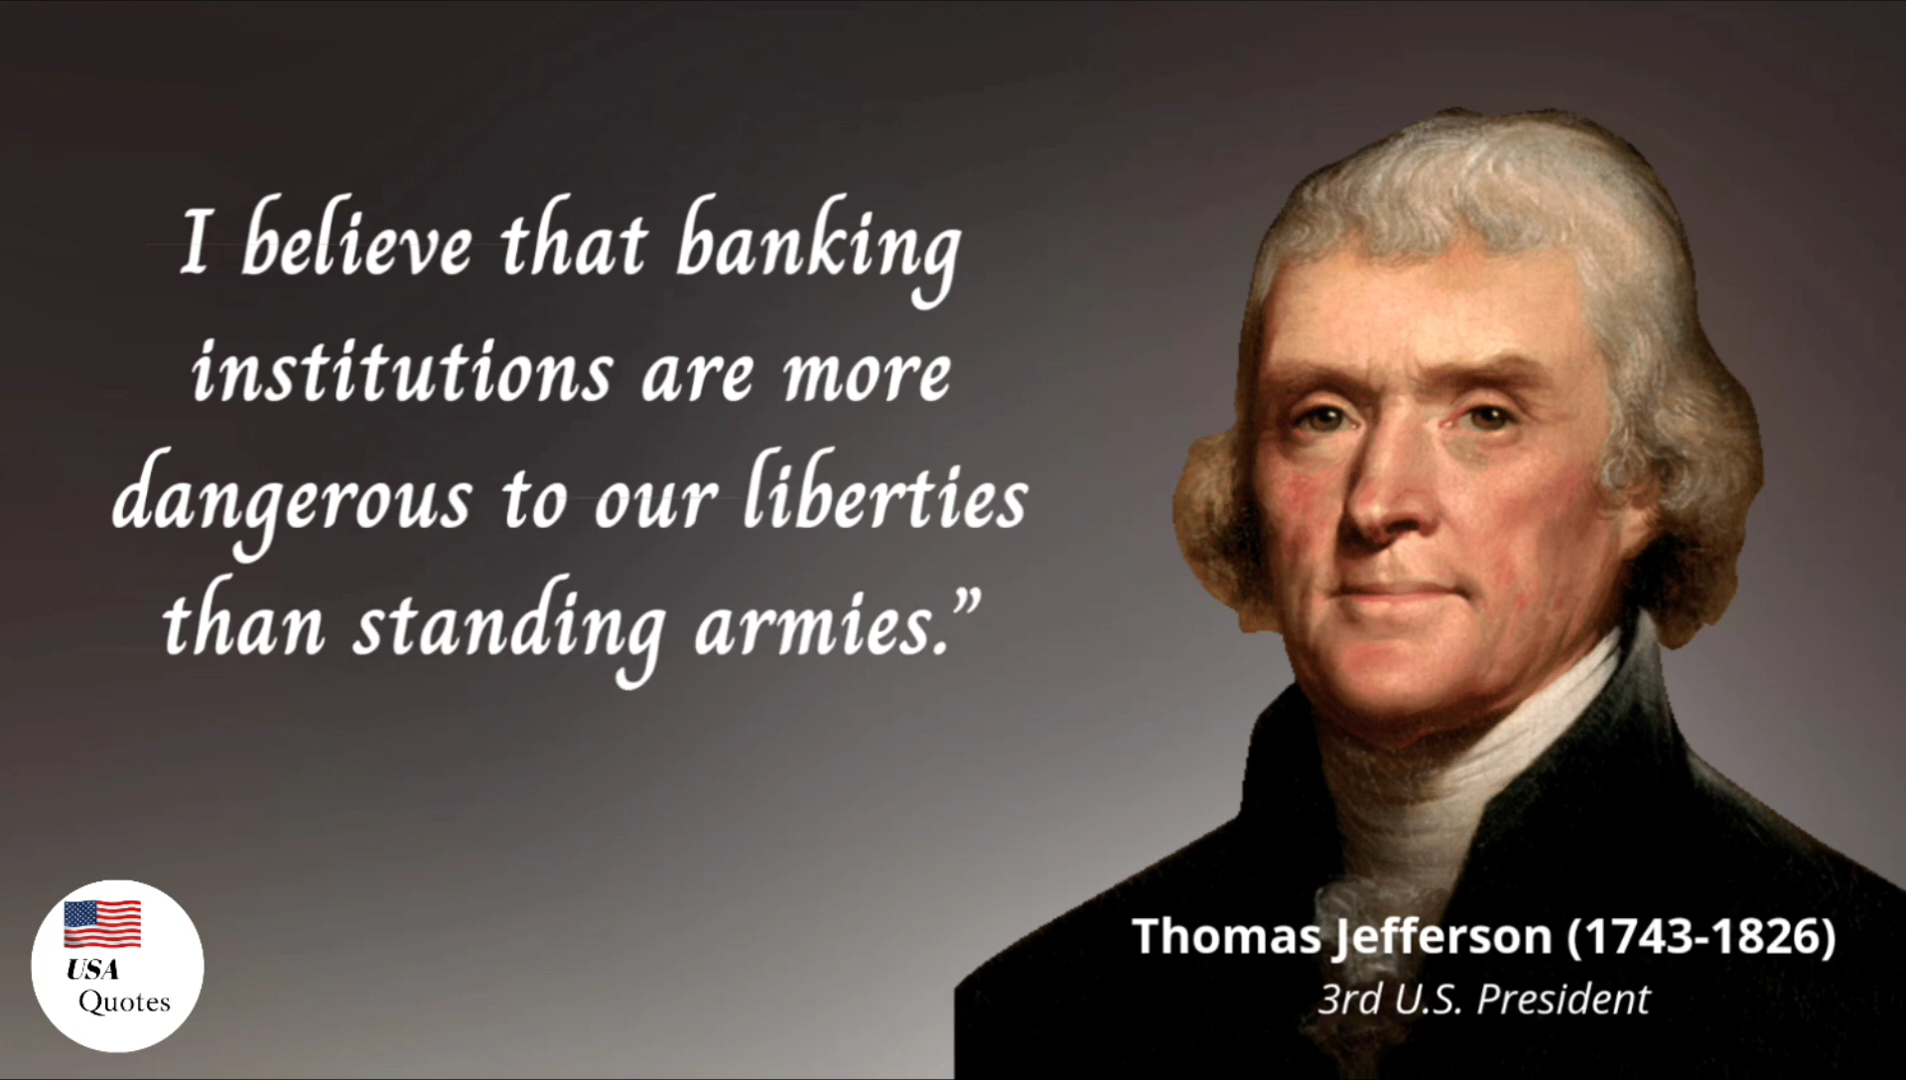 I believe that banking
institutions are more
dangerous to our liberties
than standing armies.”
Thomas Jefferson (1743-1826)
3rd U.S. President
USA
Quotes